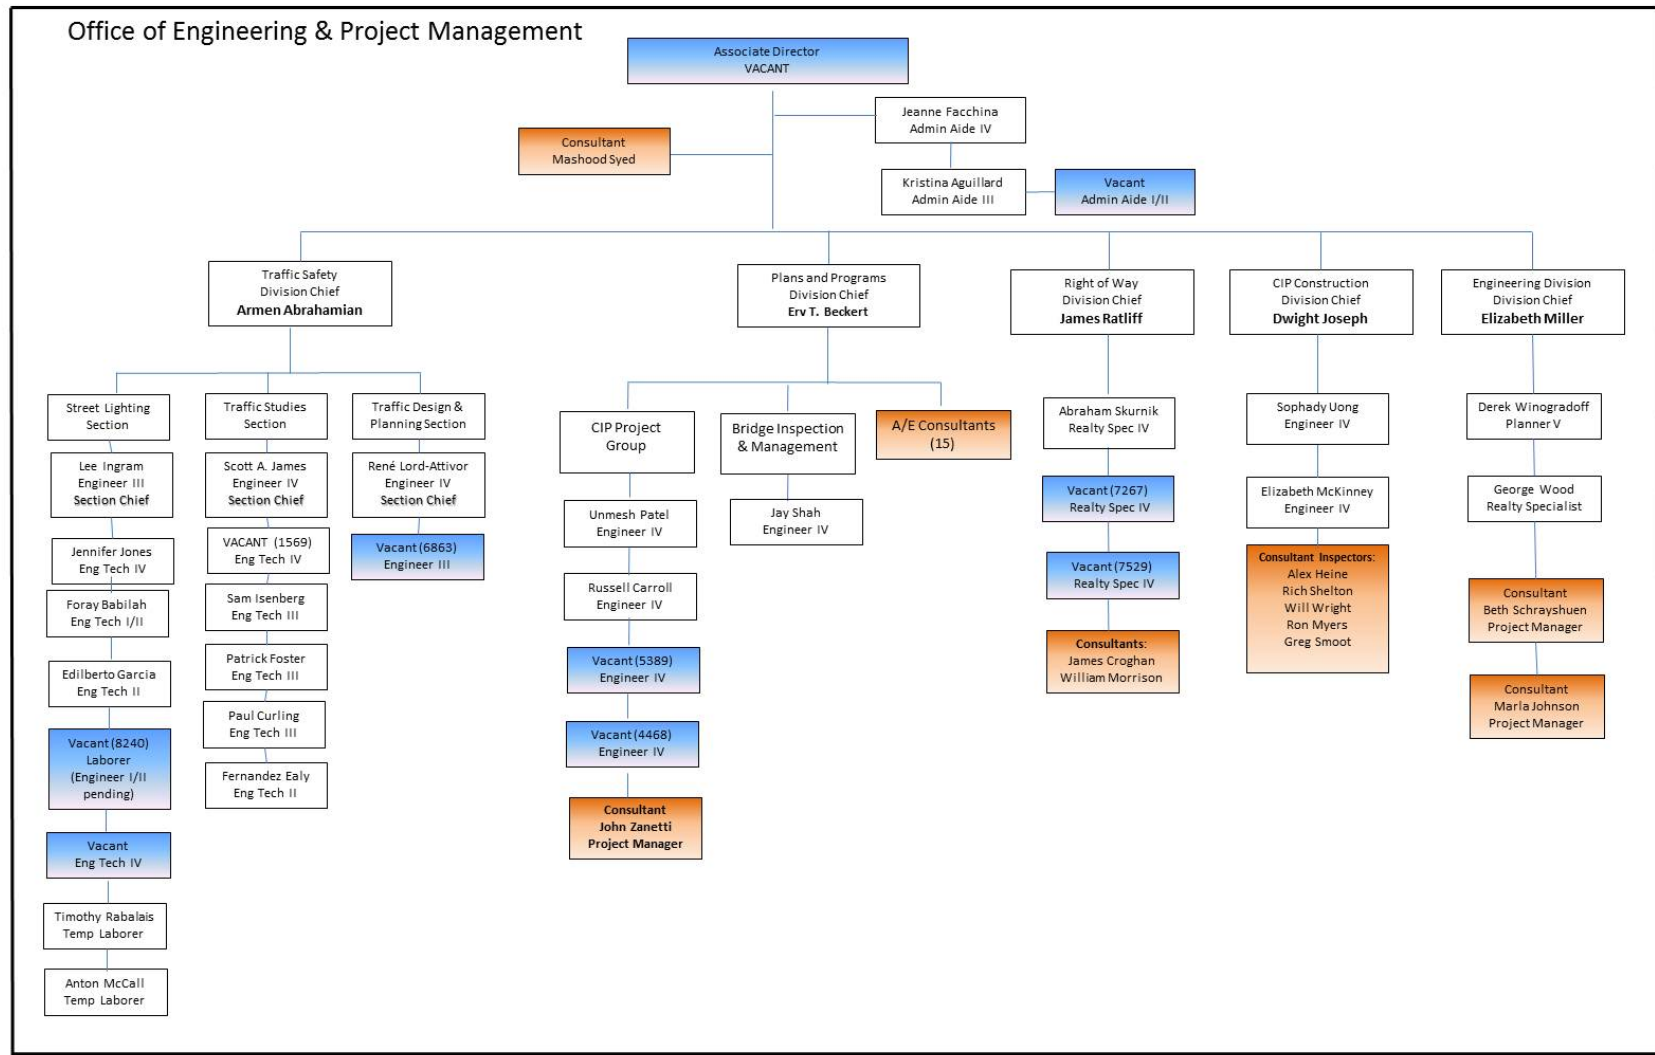 Office of Engineering & Project Management
Associate Director
VACANT
Jeanne Facchina
Admin Aide IV
Consultant
Mashood Syed
Kristina Aguillard
Admin Aide III
Vacant
Admin Aide I/II
Traffic Safety
Division Chief
Armen Abrahamian
Plans and Programs
Division Chief
Erv T. Beckert
Right of Way
Division Chief
James Ratliff
CIP Construction
Division Chief
Dwight Joseph
Engineering Division
Division Chief
Elizabeth Miller
Street Lighting
Section
Lee Ingram
Engineer III
Section Chief
Jennifer Jones
Eng Tech IV
Foray Babilah
Eng Tech I/II
Edilberto Garcia
Eng Tech II
Vacant (8240)
Laborer
(Engineer I/II
pending)
Vacant
Eng Tech IV
Timothy Rabalais
Temp Laborer
Anton McCall
Temp Laborer
Traffic Studies
Section
Scott A. James
Engineer IV
Section Chief
VACANT (1569)
Eng Tech IV
Sam Isenberg
Eng Tech III
Patrick Foster
Eng Tech III
Paul Curling
Eng Tech III
Fernandez Ealy
Eng Tech II
Traffic Design &
Planning Section
René Lord-Attivor
Engineer IV
Section Chief
Vacant (6863)
Engineer III
CIP Project
Group
Unmesh Patel
Engineer IV
Russell Carroll
Engineer IV
Vacant (5389)
Engineer IV
Vacant (4468)
Engineer IV
Consultant
John Zanetti
Project Manager
Bridge Inspection
& Management
Jay Shah
Engineer IV
A/E Consultants
(15)
Abraham Skurnik
Realty Spec IV
Vacant (7267)
Realty Spec IV
Vacant (7529)
Realty Spec IV
Consultants:
James Croghan
William Morrison
Sophady Uong
Engineer IV
Elizabeth McKinney
Engineer IV
Consultant Inspectors:
Alex Heine
Rich Shelton
Will Wright
Ron Myers
Greg Smoot
Derek Winogradoff
Planner V
George Wood
Realty Specialist
Consultant
Beth Schrayshuen
Project Manager
Consultant
Marla Johnson
Project Manager